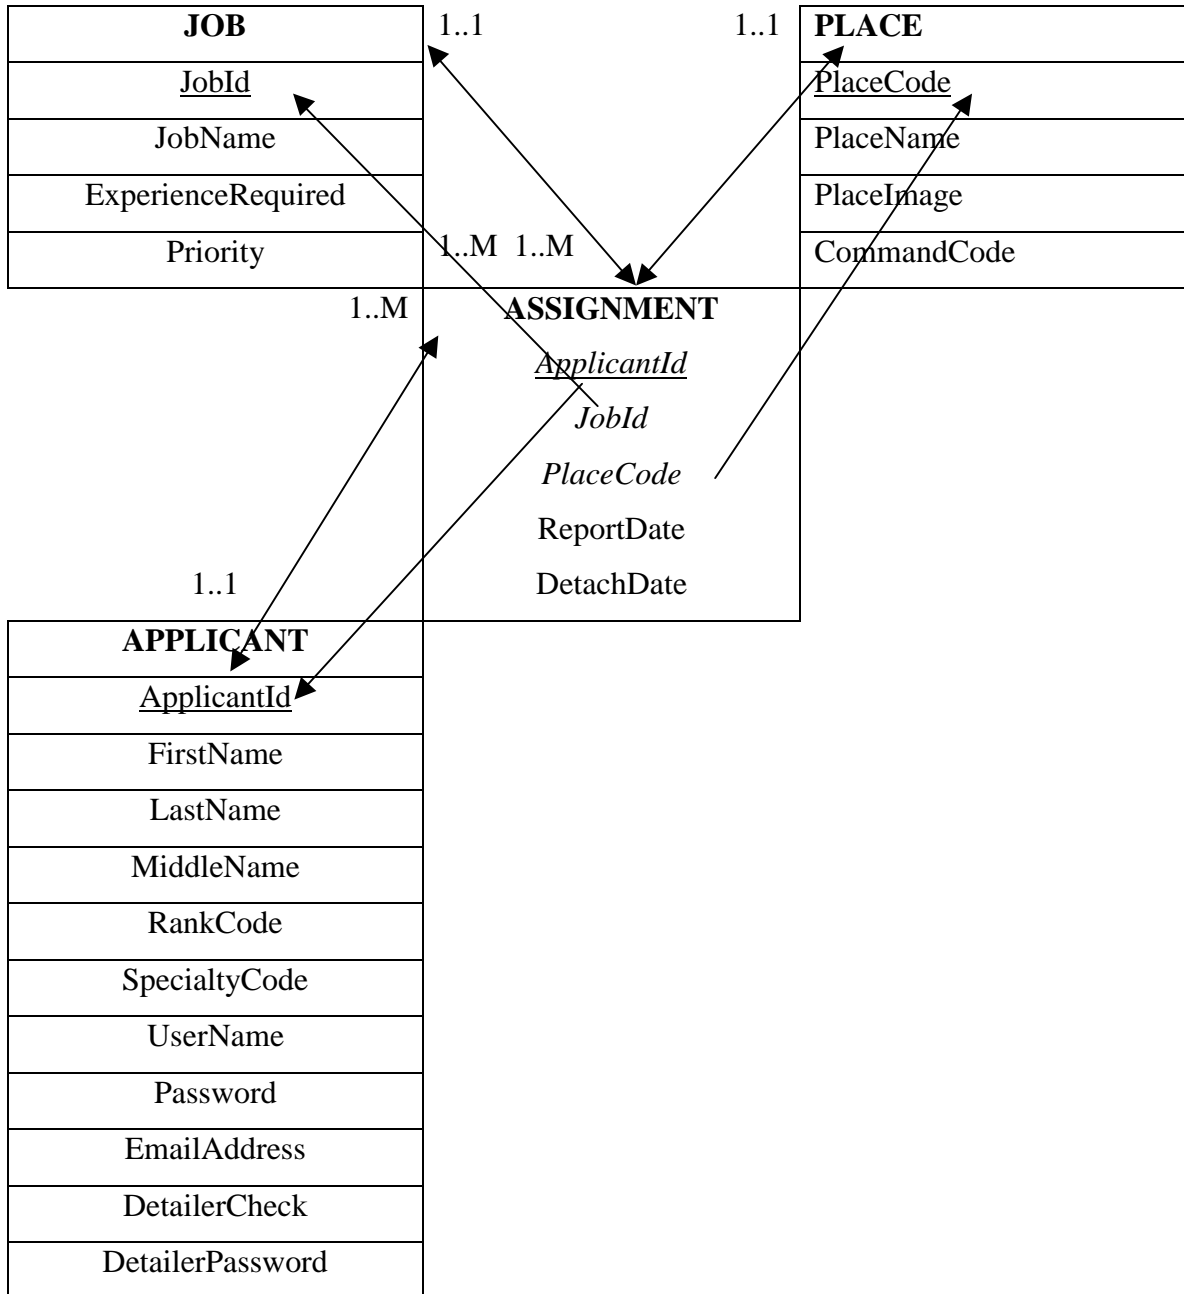 JOB
JobId
JobName
ExperienceRequired
Priority
1..1
1..1
PLACE
PlaceCode
PlaceName
PlaceImage
CommandCode
1..M 1..M
1..M
ASSIGNMENT
ApplicantId
JobId
PlaceCode
ReportDate
DetachDate
1..1
APPLICANT
ApplicantId
FirstName
LastName
MiddleName
RankCode
SpecialtyCode
UserName
Password
EmailAddress
DetailerCheck
DetailerPassword